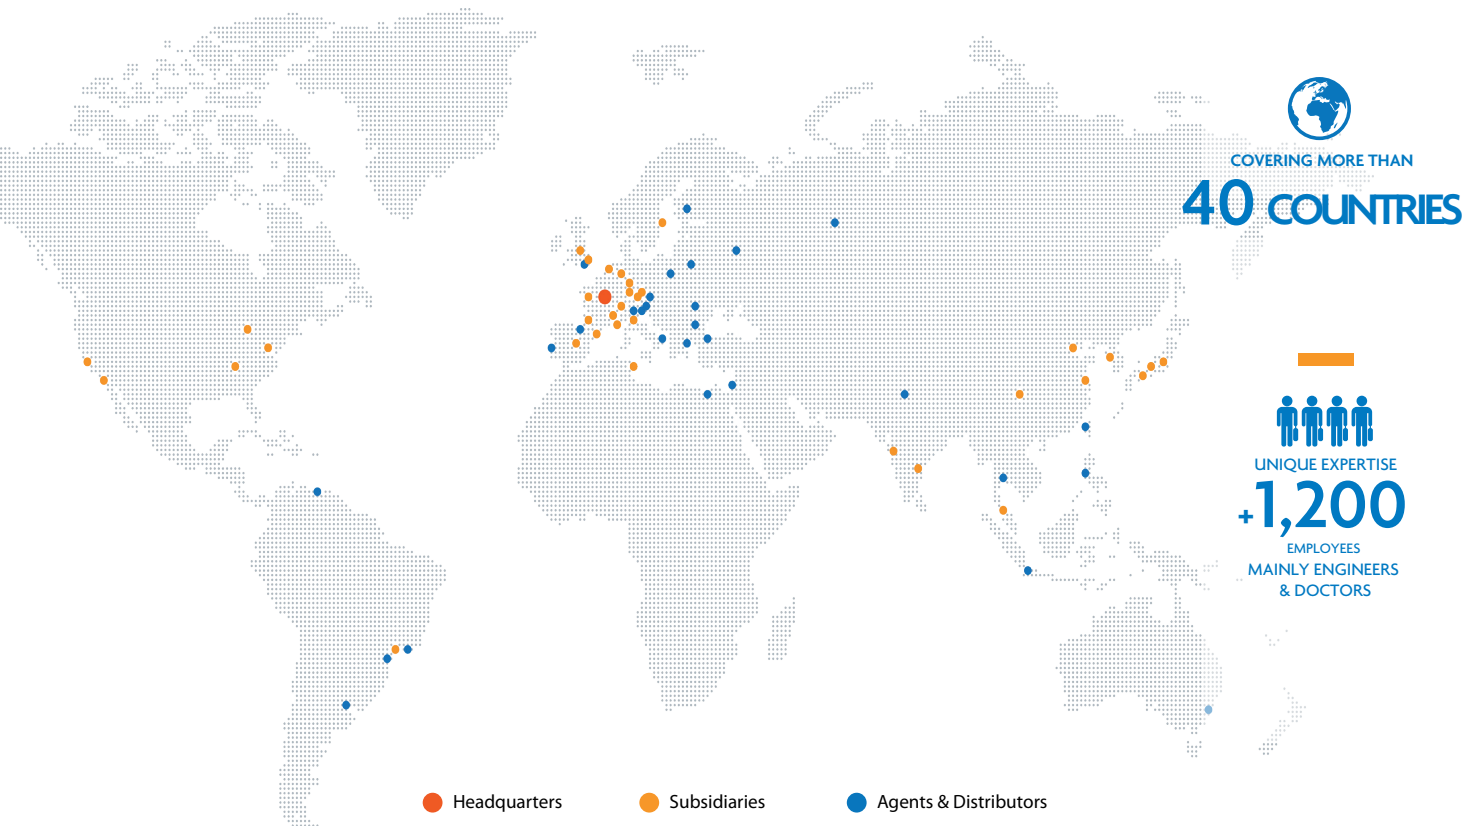 COVERING MORE THAN
40 COUNTRIES
UNIQUE EXPERTISE
+1,200
EMPLOYEES
MAINLY ENGINEERS
& DOCTORS
Headquarters
Subsidiaries
Agents & Distributors